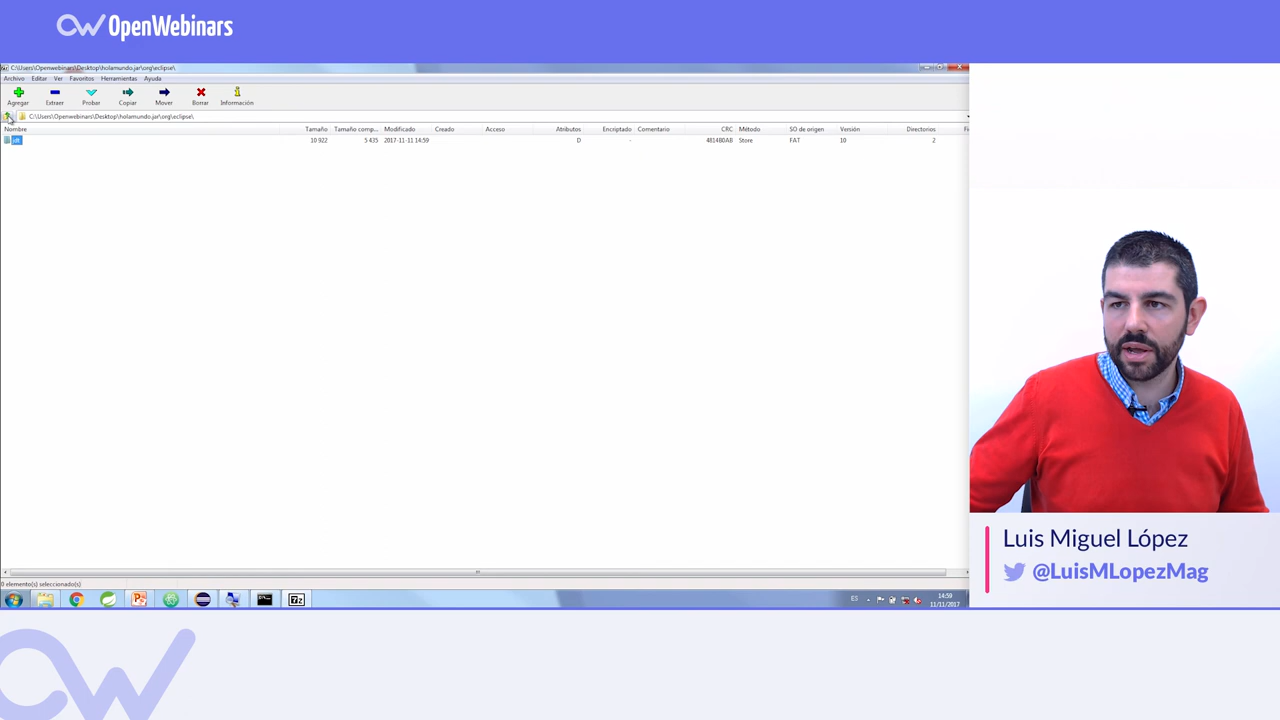 OpenWebinars
C:\Users\Openwebinars\Desktop\holamundo.jar\org\eclipse\
Archivo Editar Ver Favoritos Herramientas Ayuda
Agregar Extraer Probar Copiar Mover Borrar Información
C:\Users\Openwebinars\Desktop\holamundo.jar\org\eclipse\
Nombre Tamaño Tamaño comp... Modificado Creado Acceso Atributos Encriptado Comentario CRC Método SO de origen Versión Directorios
10 922 5 435 2017-11-11 14:59 D - 481480AB Store FAT 10 2
0 elemento(s) seleccionado(s)
ES 14:59
11/11/2017
Luis Miguel López
@LuisMLopezMag